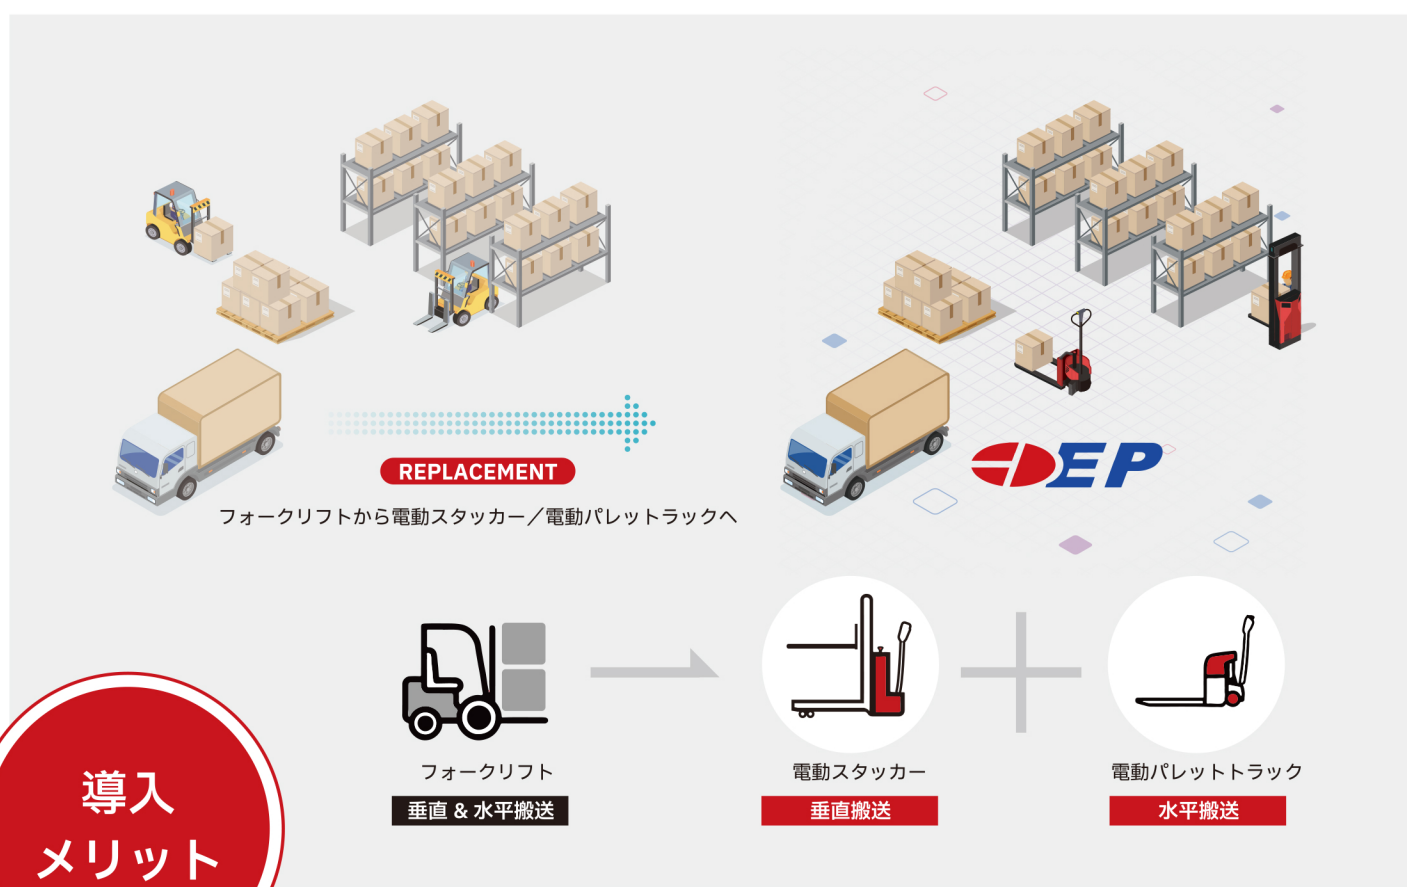 REPLACEMENT
フォークリフトから電動スタッカー／電動パレットラックへ
EP
フォークリフト
垂直 & 水平搬送
電動スタッカー
垂直搬送
電動パレットトラック
水平搬送
導入
メリット